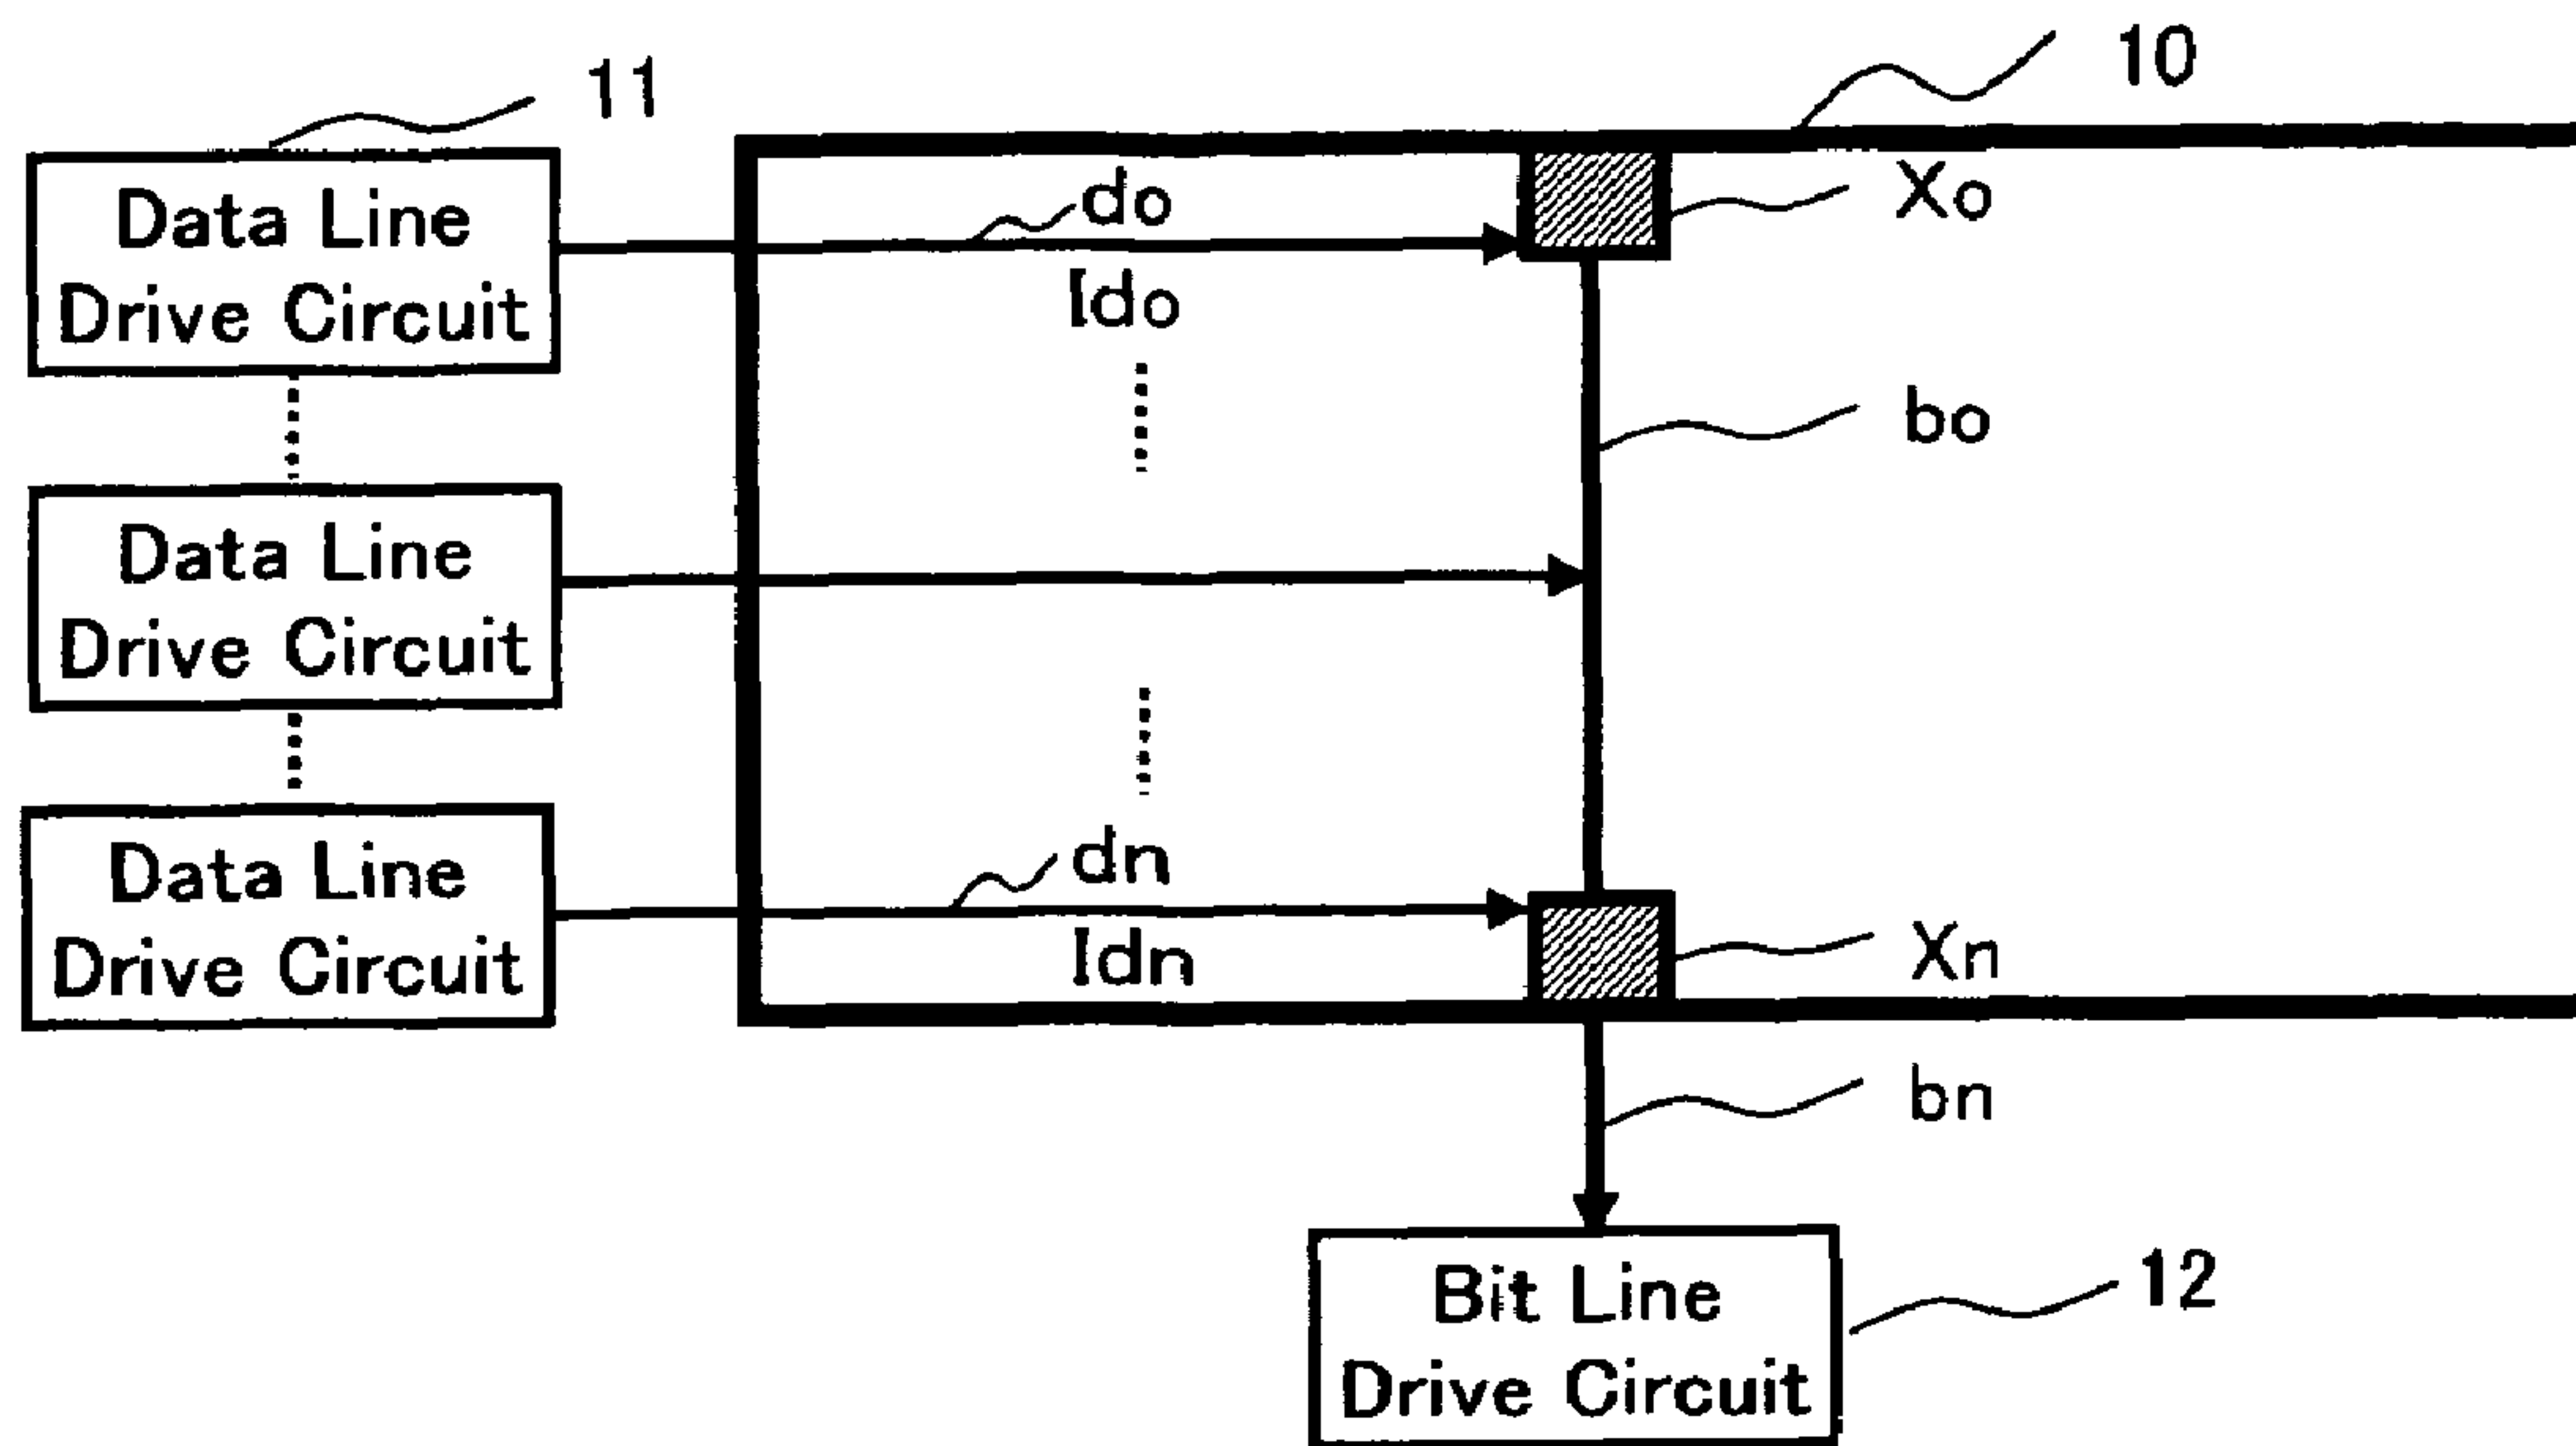 11
10
Data Line
Drive Circuit
do
Xo
Ido
bo
Data Line
Drive Circuit
dn
Data Line
Drive Circuit
Idn
Xn
bn
Bit Line
Drive Circuit
12